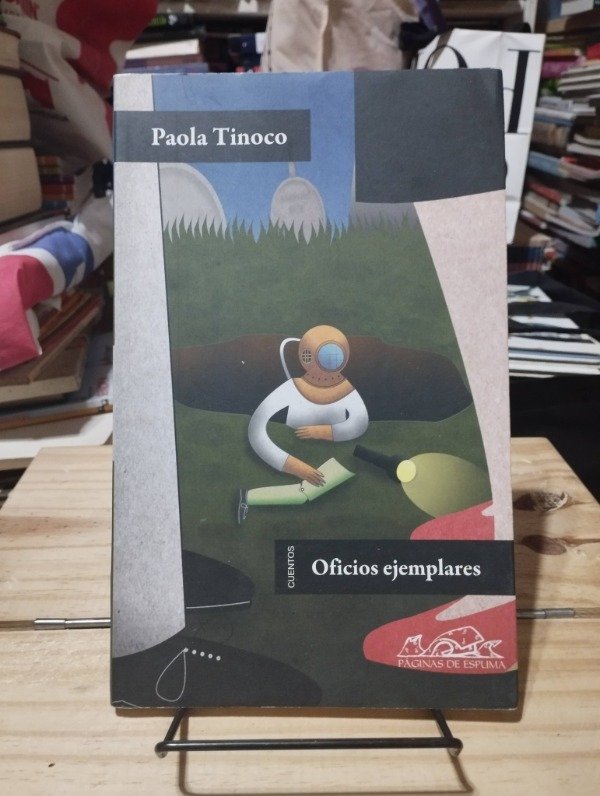 Paola Tinoco
CUENTOS
Oficios ejemplares
PÁGINAS DE ESPUMA